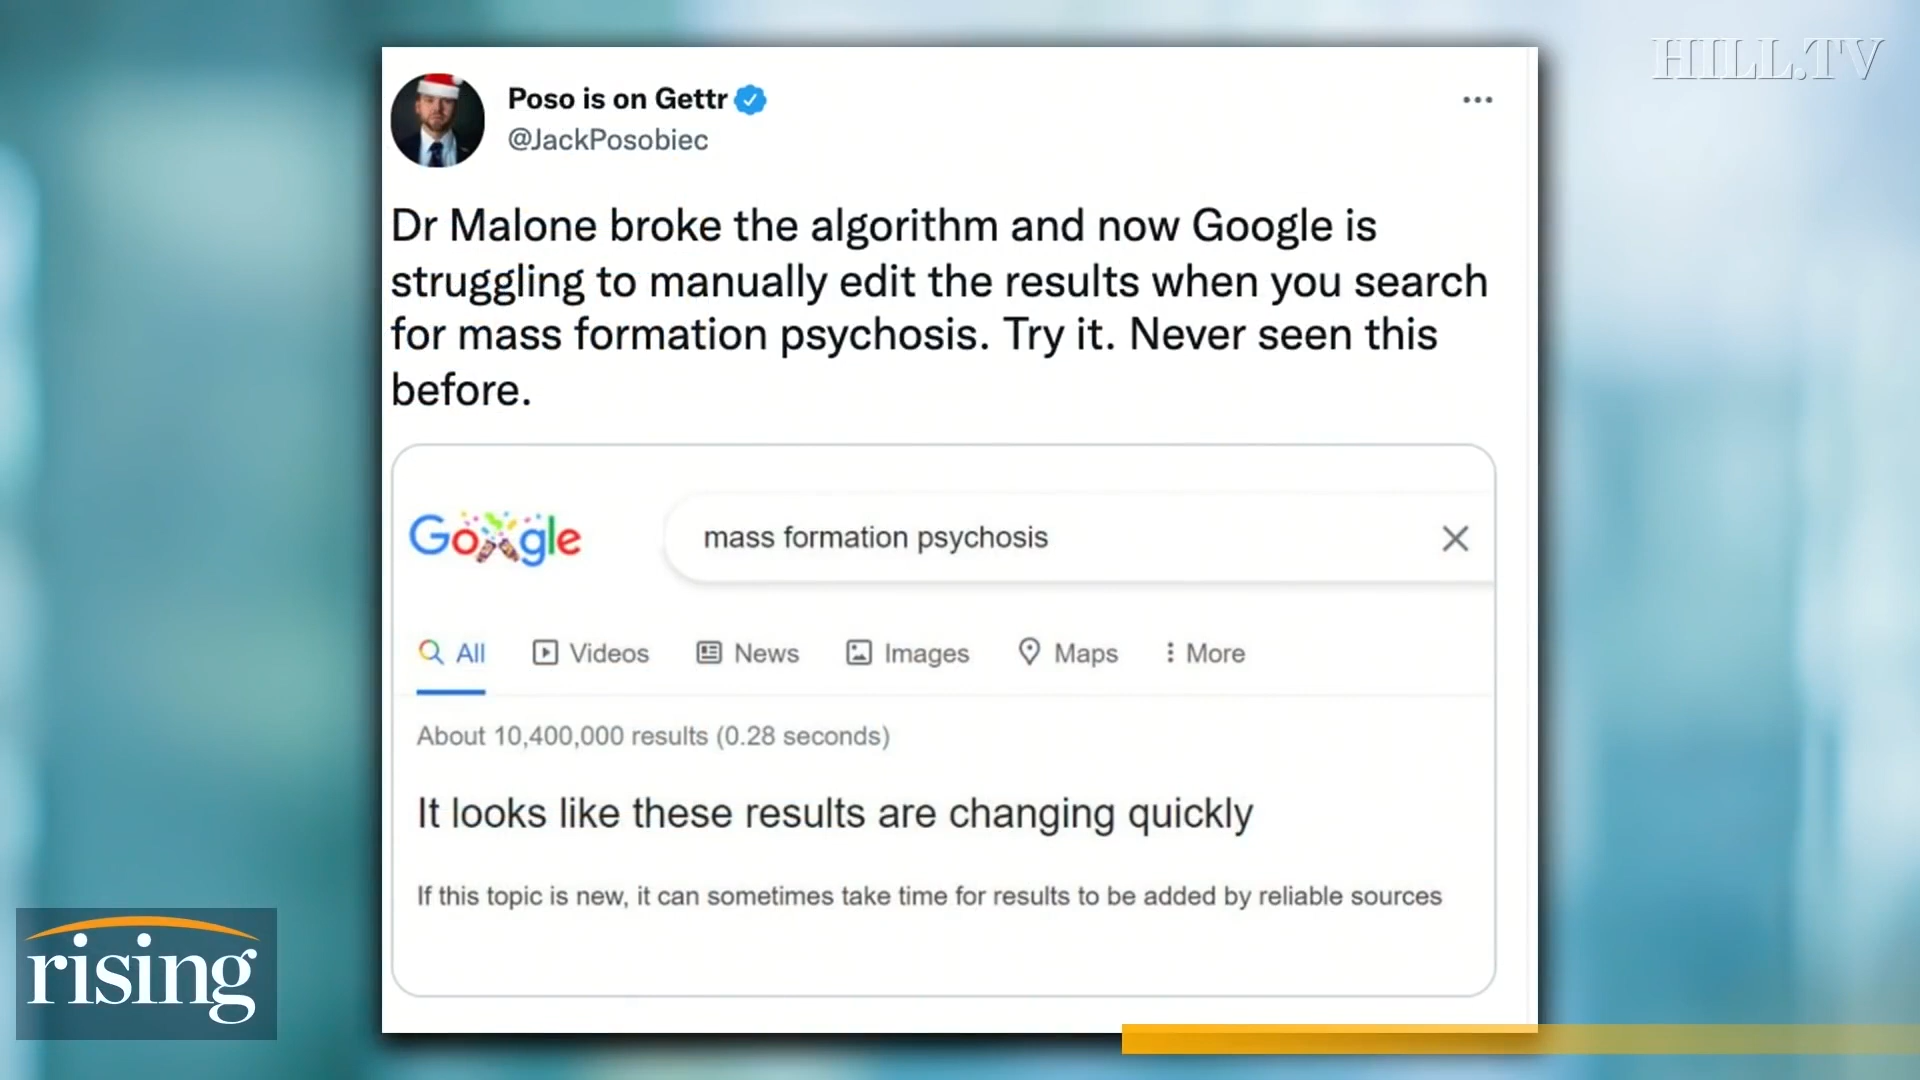 HILL.TV
Poso is on Gettr
@JackPosobiec
Dr Malone broke the algorithm and now Google is
struggling to manually edit the results when you search
for mass formation psychosis. Try it. Never seen this
before.
Google
mass formation psychosis
All Videos News Images Maps More
About 10,400,000 results (0.28 seconds)
It looks like these results are changing quickly
If this topic is new, it can sometimes take time for results to be added by reliable sources
rising